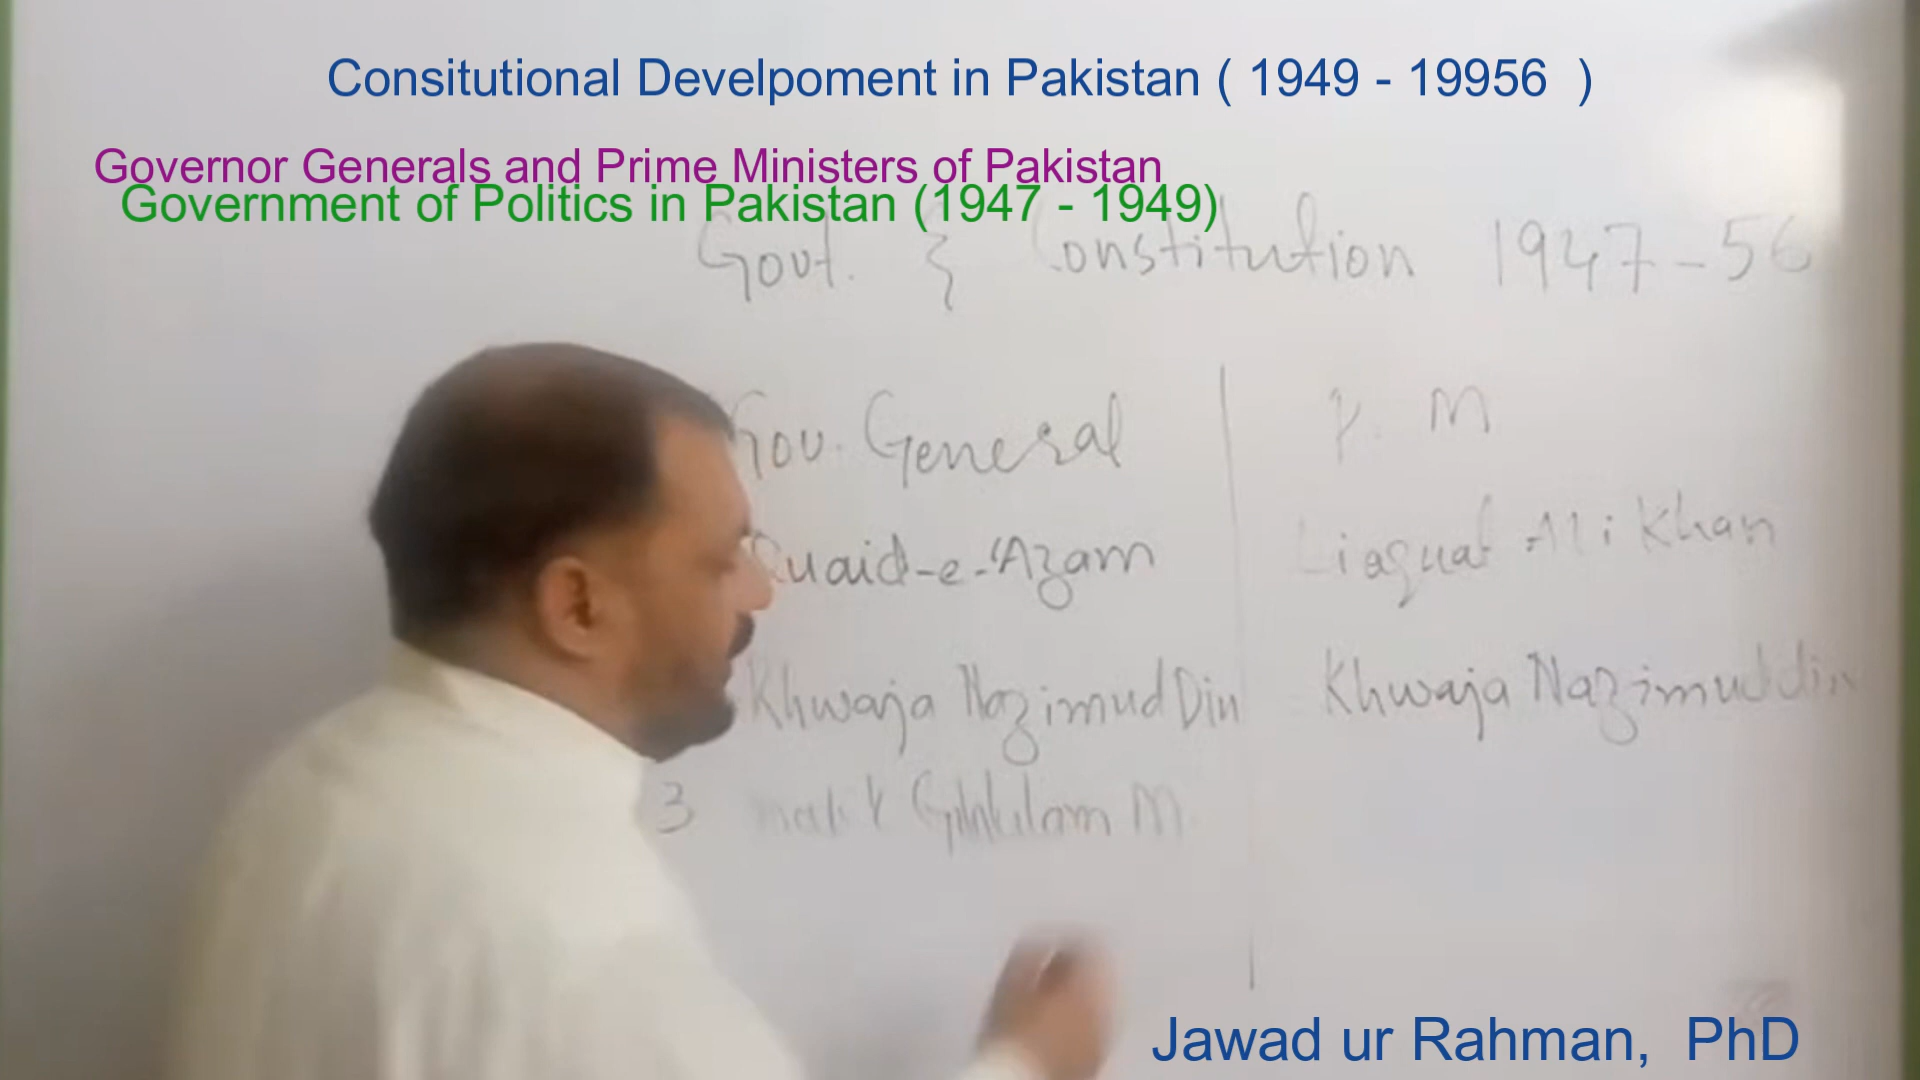 Consitutional Develpoment in Pakistan ( 1949 - 19956 )
Governor Generals and Prime Ministers of Pakistan
Government of Politics in Pakistan (1947 - 1949)
Govt. & Constitution 1947-56
Gov. General P. M
Quaid-e-Azam Liaquat Ali Khan
Khwaja NazimudDin Khwaja Nazimuddin
3 Malik Ghulam M
Jawad ur Rahman, PhD